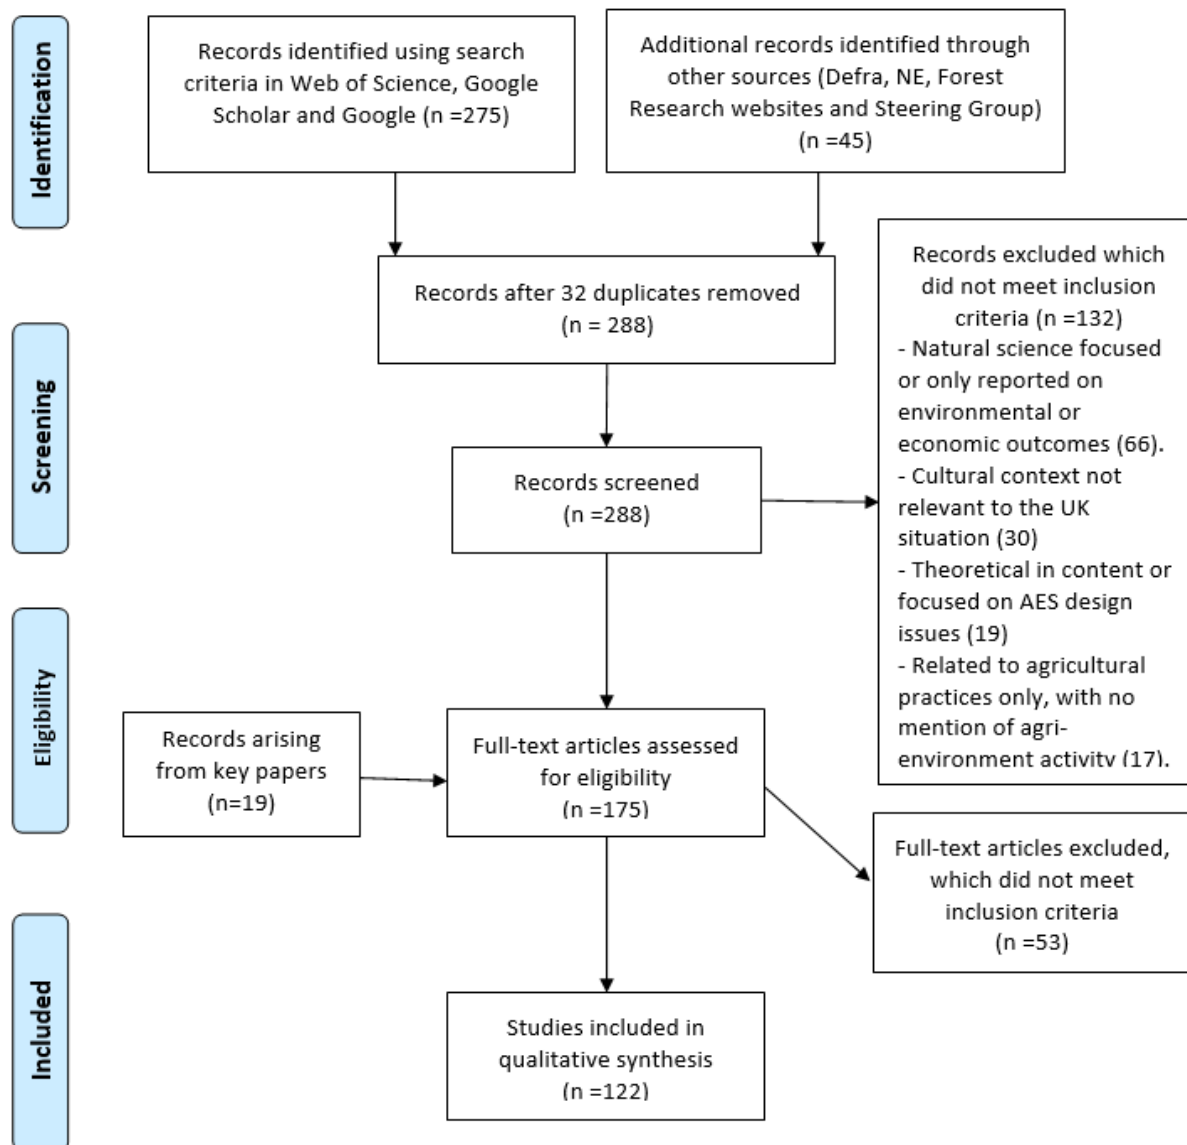 Identification
Records identified using search
criteria in Web of Science, Google
Scholar and Google (n =275)
Additional records identified through
other sources (Defra, NE, Forest
Research websites and Steering Group)
(n =45)
Records after 32 duplicates removed
(n = 288)
Screening
Records screened
(n =288)
Records excluded which
did not meet inclusion
criteria (n =132)
- Natural science focused
or only reported on
environmental or
economic outcomes (66).
- Cultural context not
relevant to the UK
situation (30)
- Theoretical in content or
focused on AES design
issues (19)
- Related to agricultural
practices only, with no
mention of agri-
environment activity (17).
Eligibility
Records arising
from key papers
(n=19)
Full-text articles assessed
for eligibility
(n =175)
Full-text articles excluded,
which did not meet
inclusion criteria
(n =53)
Included
Studies included in
qualitative synthesis
(n =122)